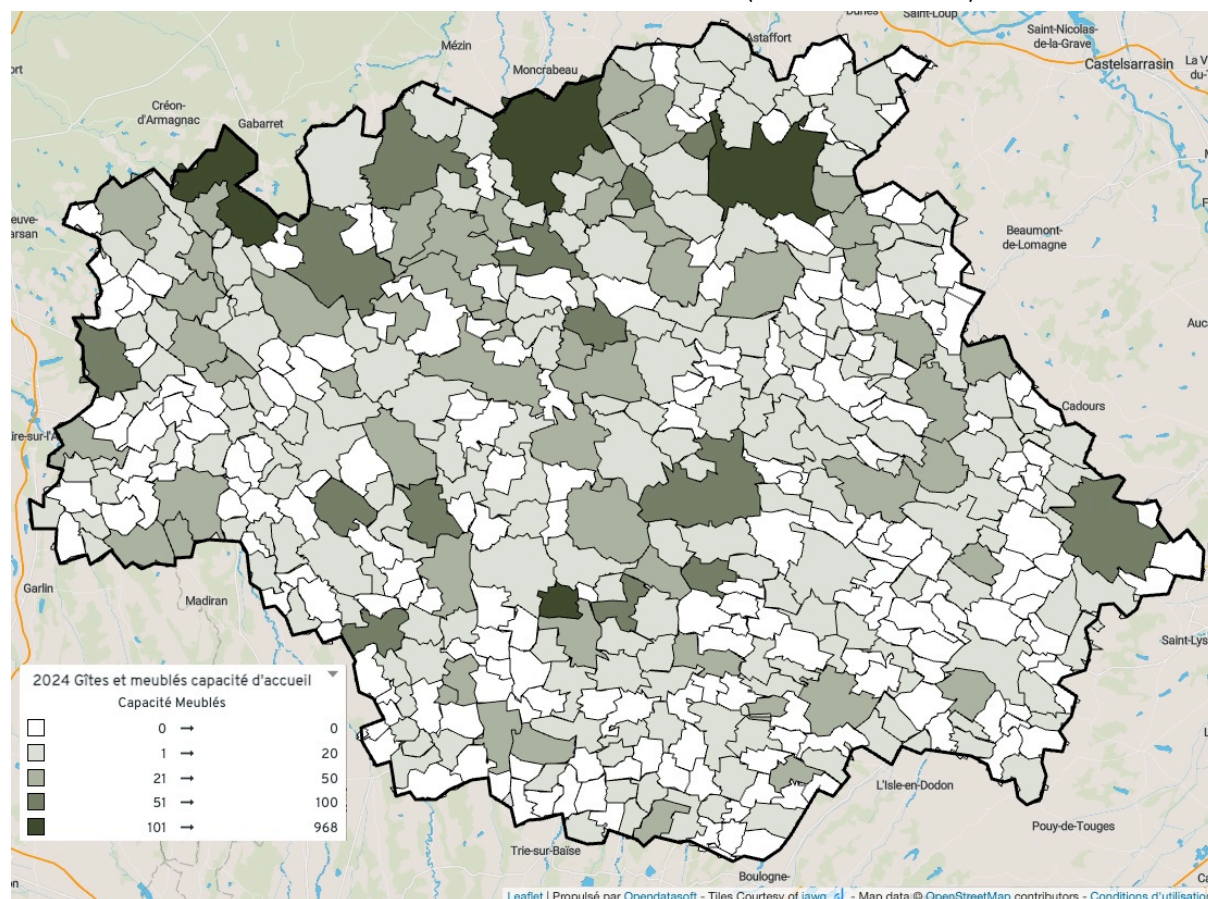 Saint-Loup
Saint-Nicolas-
de-la-Grave
Castelsarrasin
Astaffort
Mézin
Moncrabeau
Créon-
d'Armagnac
Gabarret
Beaumont-
de-Lomagne
Cadours
Garlin
Madiran
2024 Gîtes et meublés capacité d'accueil
Capacité Meublés
0 → 0
1 → 20
21 → 50
51 → 100
101 → 968
L'Isle-en-Dodon
Pouy-de-Touges
Trie-sur-Baïse
Boulogne-
Saint-Lys
Leaflet | Propulsé par Opendatasoft - Tiles Courtesy of jawg - Map data © OpenStreetMap contributors - Conditions d'utilisation